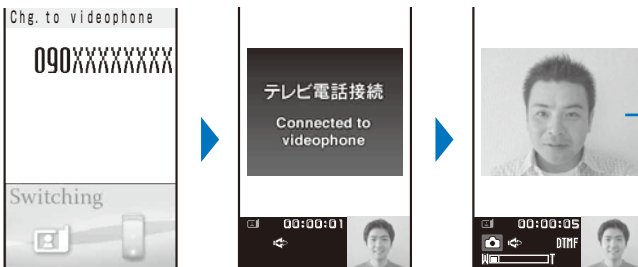 Chg. to videophone
090XXXXXXXX
Switching
テレビ電話接続
Connected to
videophone
00:00:01
00:00:05
DTMF
W T